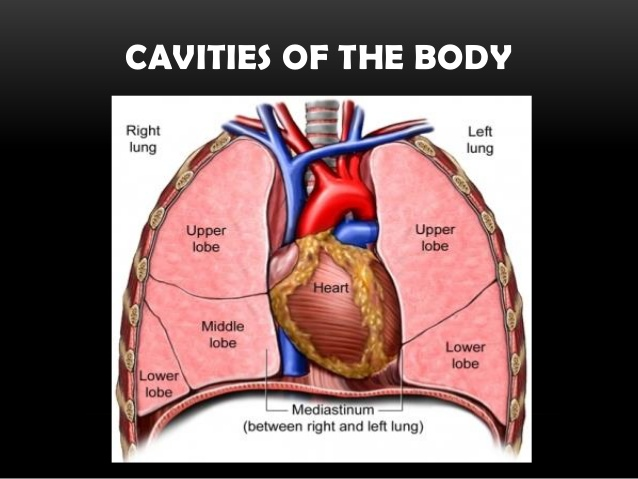 CAVITIES OF THE BODY
Right
lung
Left
lung
Upper
lobe
Upper
lobe
Heart
Middle
lobe
Lower
lobe
Lower
lobe
Mediastinum
(between right and left lung)